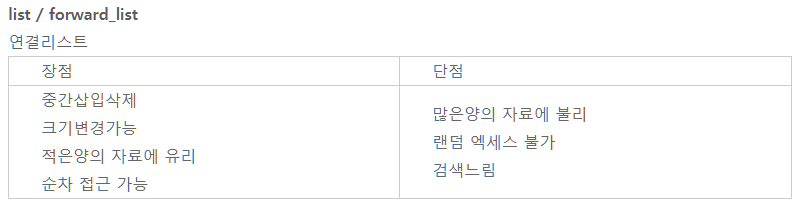 list / forward_list
연결리스트
장점
단점
중간삽입삭제
크기변경가능
적은양의 자료에 유리
순차 접근 가능
많은양의 자료에 불리
랜덤 엑세스 불가
검색느림